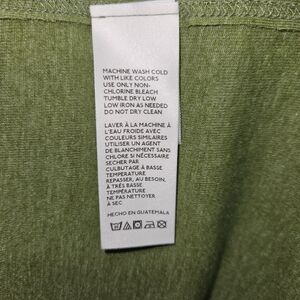 MACHINE WASH COLD
WITH LIKE COLORS
USE ONLY NON-
CHLORINE BLEACH
TUMBLE DRY LOW
LOW IRON AS NEEDED
DO NOT DRY CLEAN
LAVER À LA MACHINE À
L'EAU FROIDE AVEC
COULEURS SIMILAIRES
UTILISER UN AGENT
DE BLANCHIMENT SANS
CHLORE SI NÉCESSAIRE
SECHER PAR
CULBUTAGE À BASSE
TEMPERATURE
REPASSER, AU BESOIN,
À TRÈS BASSE
TEMPÉRATURE
NE PAS NETTOYER
À SEC
HECHO EN GUATEMALA